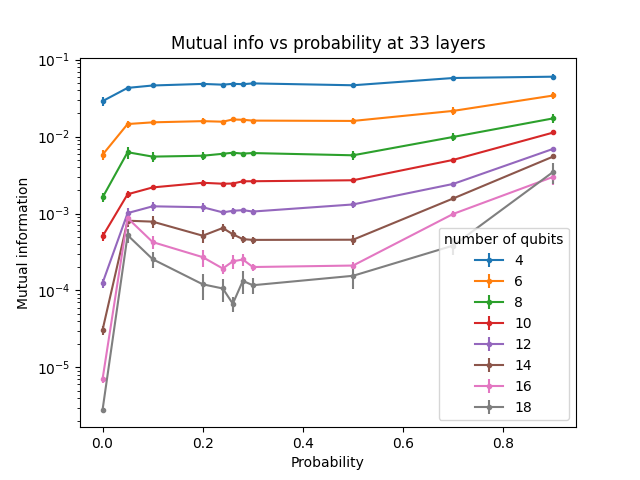 Mutual info vs probability at 33 layers
10⁻¹
10⁻²
10⁻³
10⁻⁴
10⁻⁵
Mutual information
number of qubits
4
6
8
10
12
14
16
18
0.0 0.2 0.4 0.6 0.8
Probability